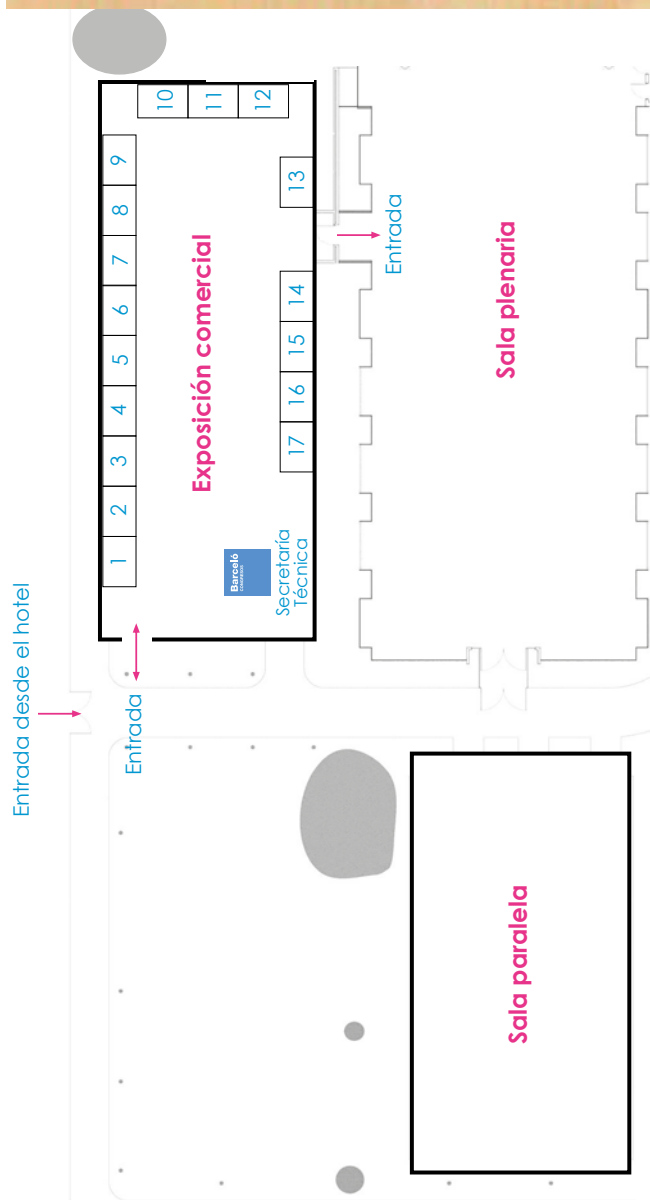 Entrada desde el hotel
Entrada
1
2
3
4
5
6
7
8
9
10
11
12
13
14
15
16
17
Exposición comercial
Barceló
CONGRESOS
Secretaría
Técnica
Entrada
Sala plenaria
Sala paralela